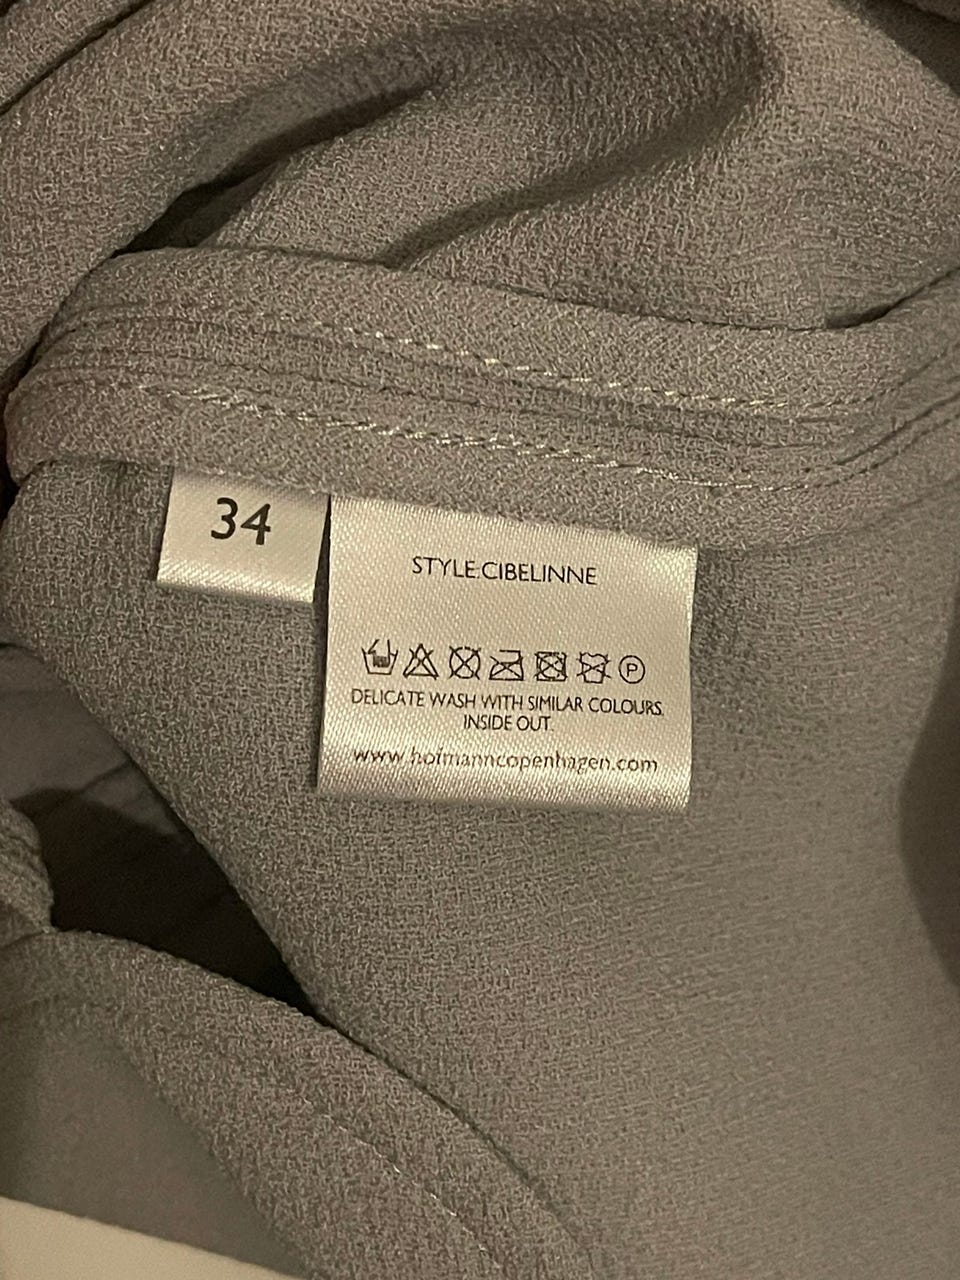 34
STYLE:CIBELINNE
P
DELICATE WASH WITH SIMILAR COLOURS.
INSIDE OUT.
www.hofmanncopenhagen.com